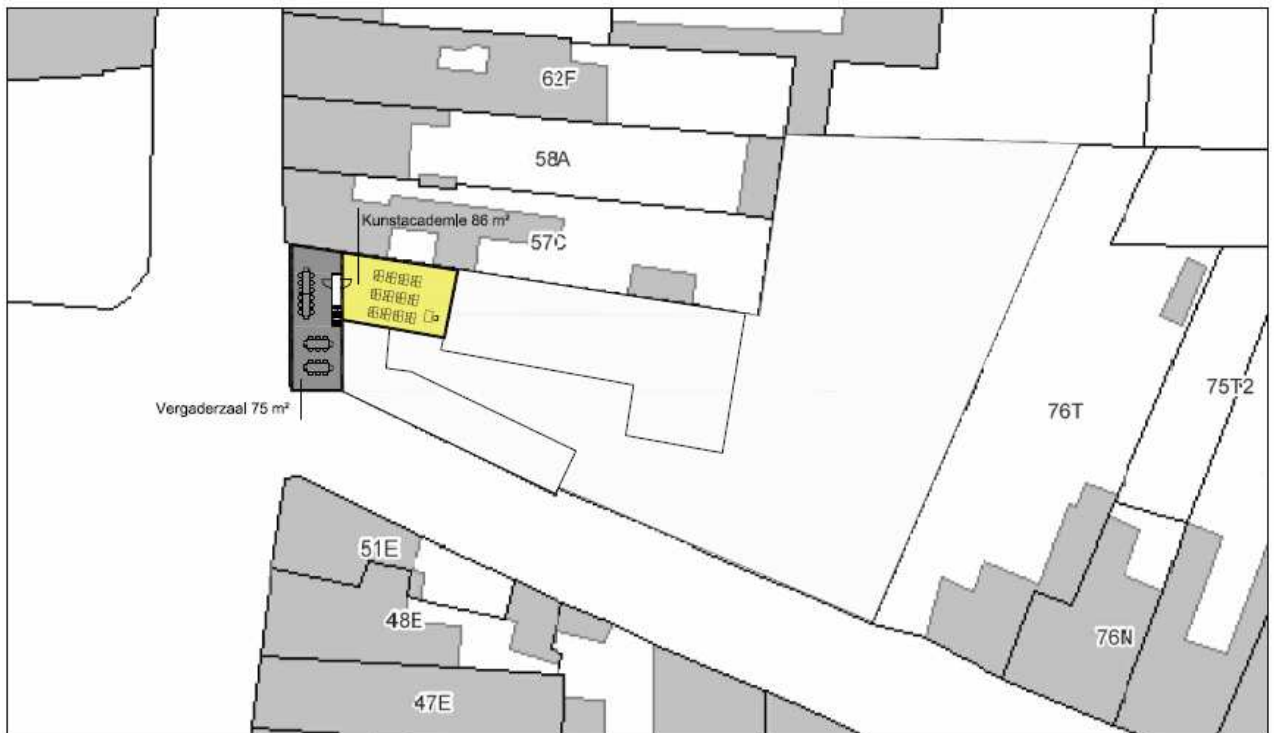 62F
58A
Kunstacademie 86 m²
57C
75T2
76T
Vergaderzaal 75 m²
51E
48E
76N
47E